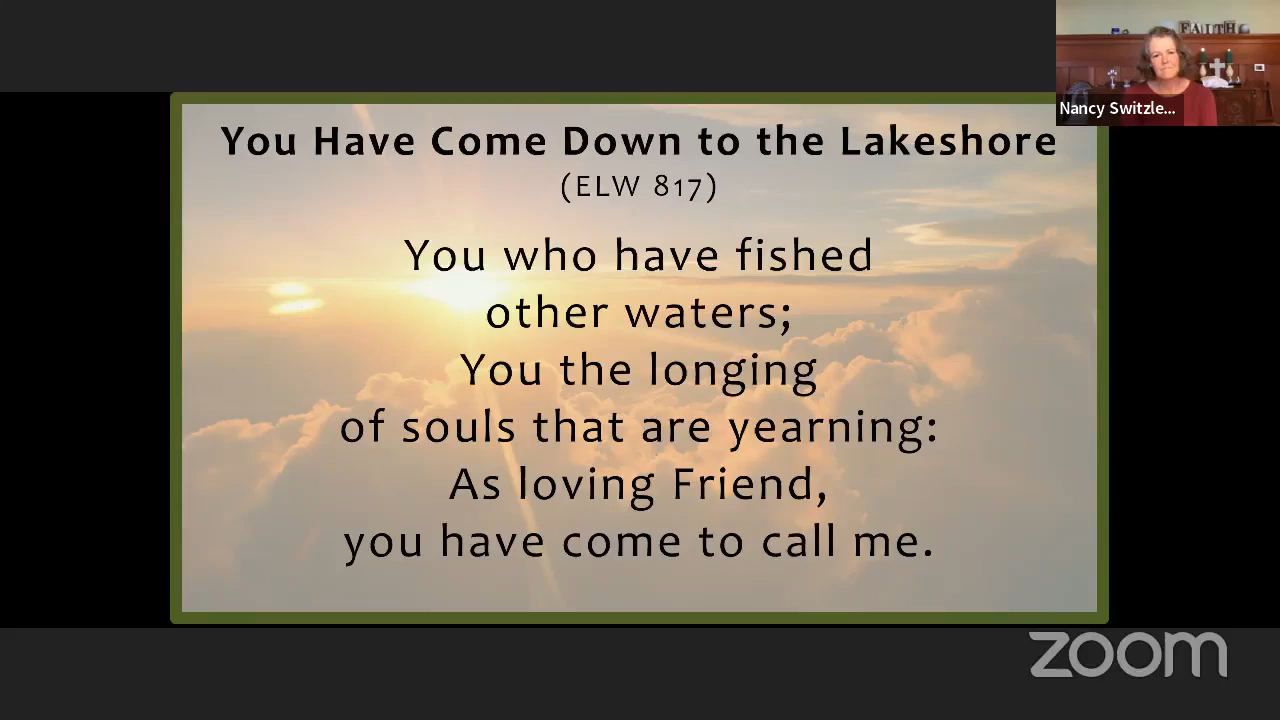 FAITH
Nancy Switzle...
You Have Come Down to the Lakeshore
(ELW 817)
You who have fished
other waters;
You the longing
of souls that are yearning:
As loving Friend,
you have come to call me.
zoom